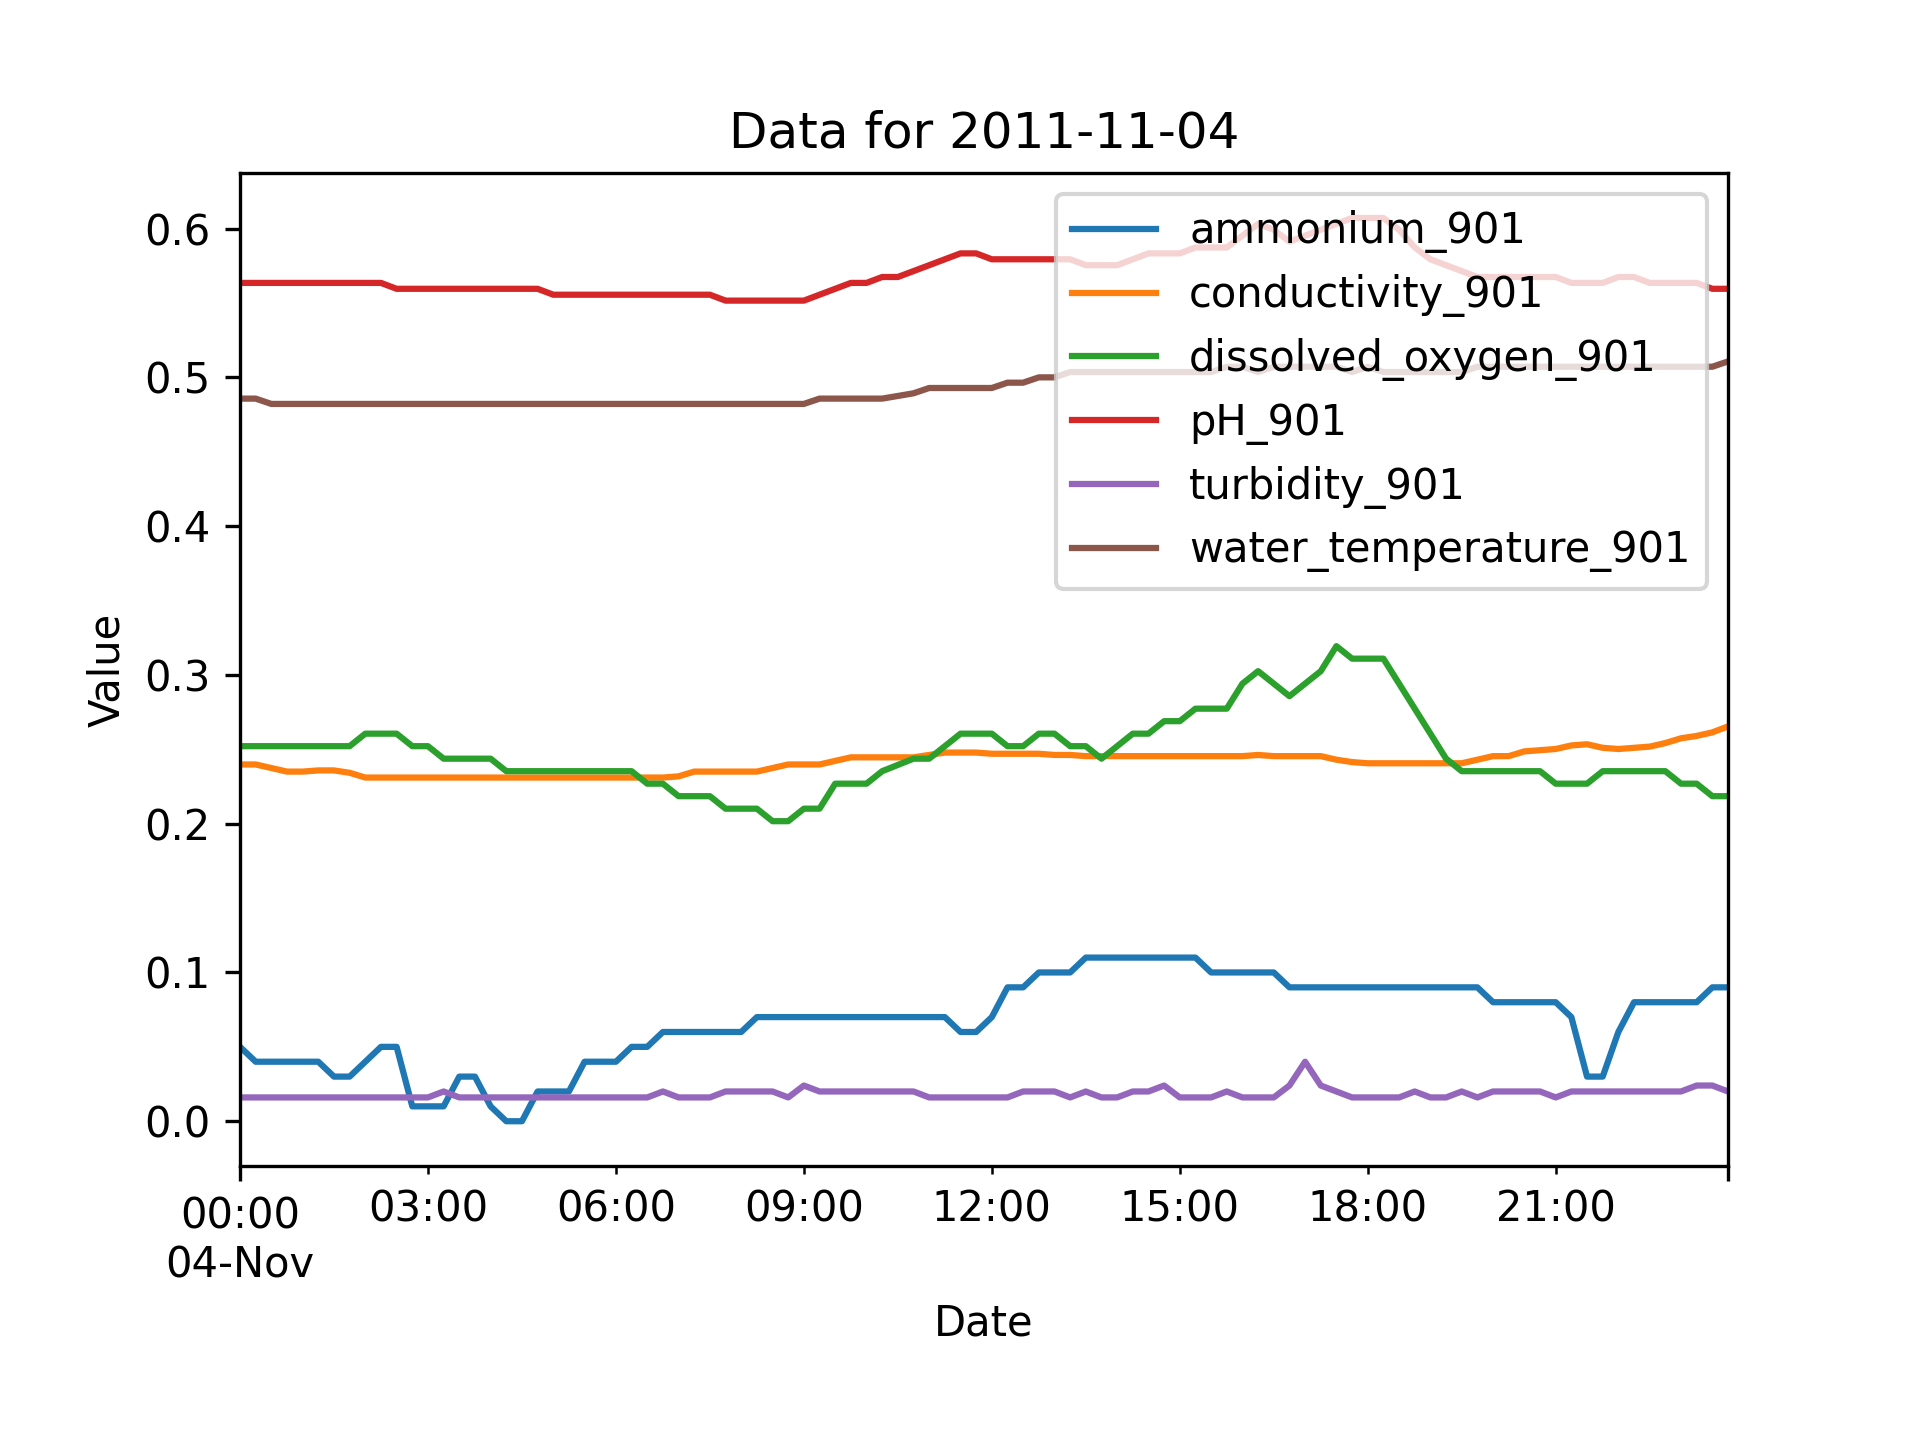 Data for 2011-11-04
ammonium_901
conductivity_901
dissolved_oxygen_901
pH_901
turbidity_901
water_temperature_901
Value
0.6
0.5
0.4
0.3
0.2
0.1
0.0
00:00 03:00 06:00 09:00 12:00 15:00 18:00 21:00
04-Nov
Date